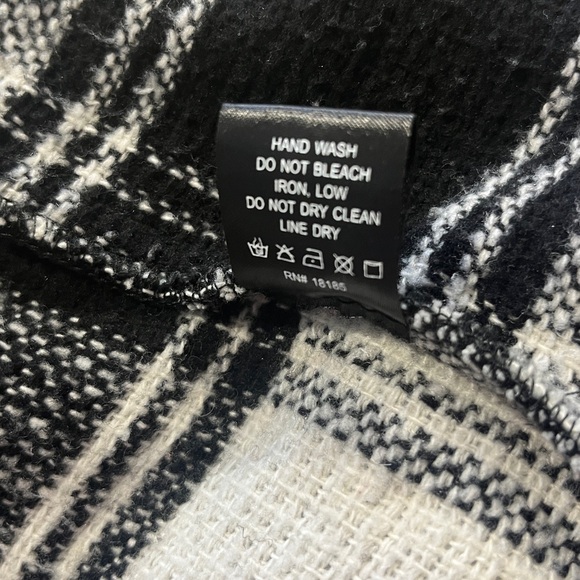 HAND WASH
DO NOT BLEACH
IRON, LOW
DO NOT DRY CLEAN
LINE DRY
RN# 18185